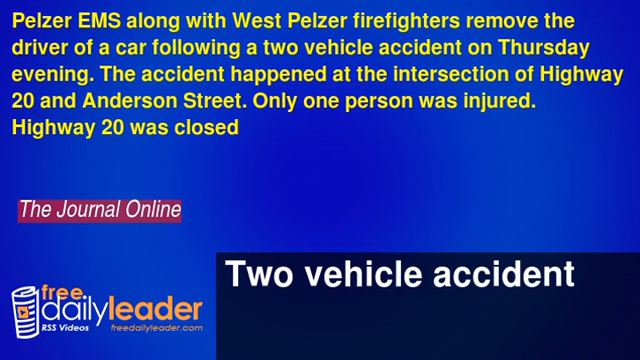 Pelzer EMS along with West Pelzer firefighters remove the
driver of a car following a two vehicle accident on Thursday
evening. The accident happened at the intersection of Highway
20 and Anderson Street. Only one person was injured.
Highway 20 was closed
The Journal Online
Two vehicle accident
free
dailyleader
RSS Videos freedailyleader.com